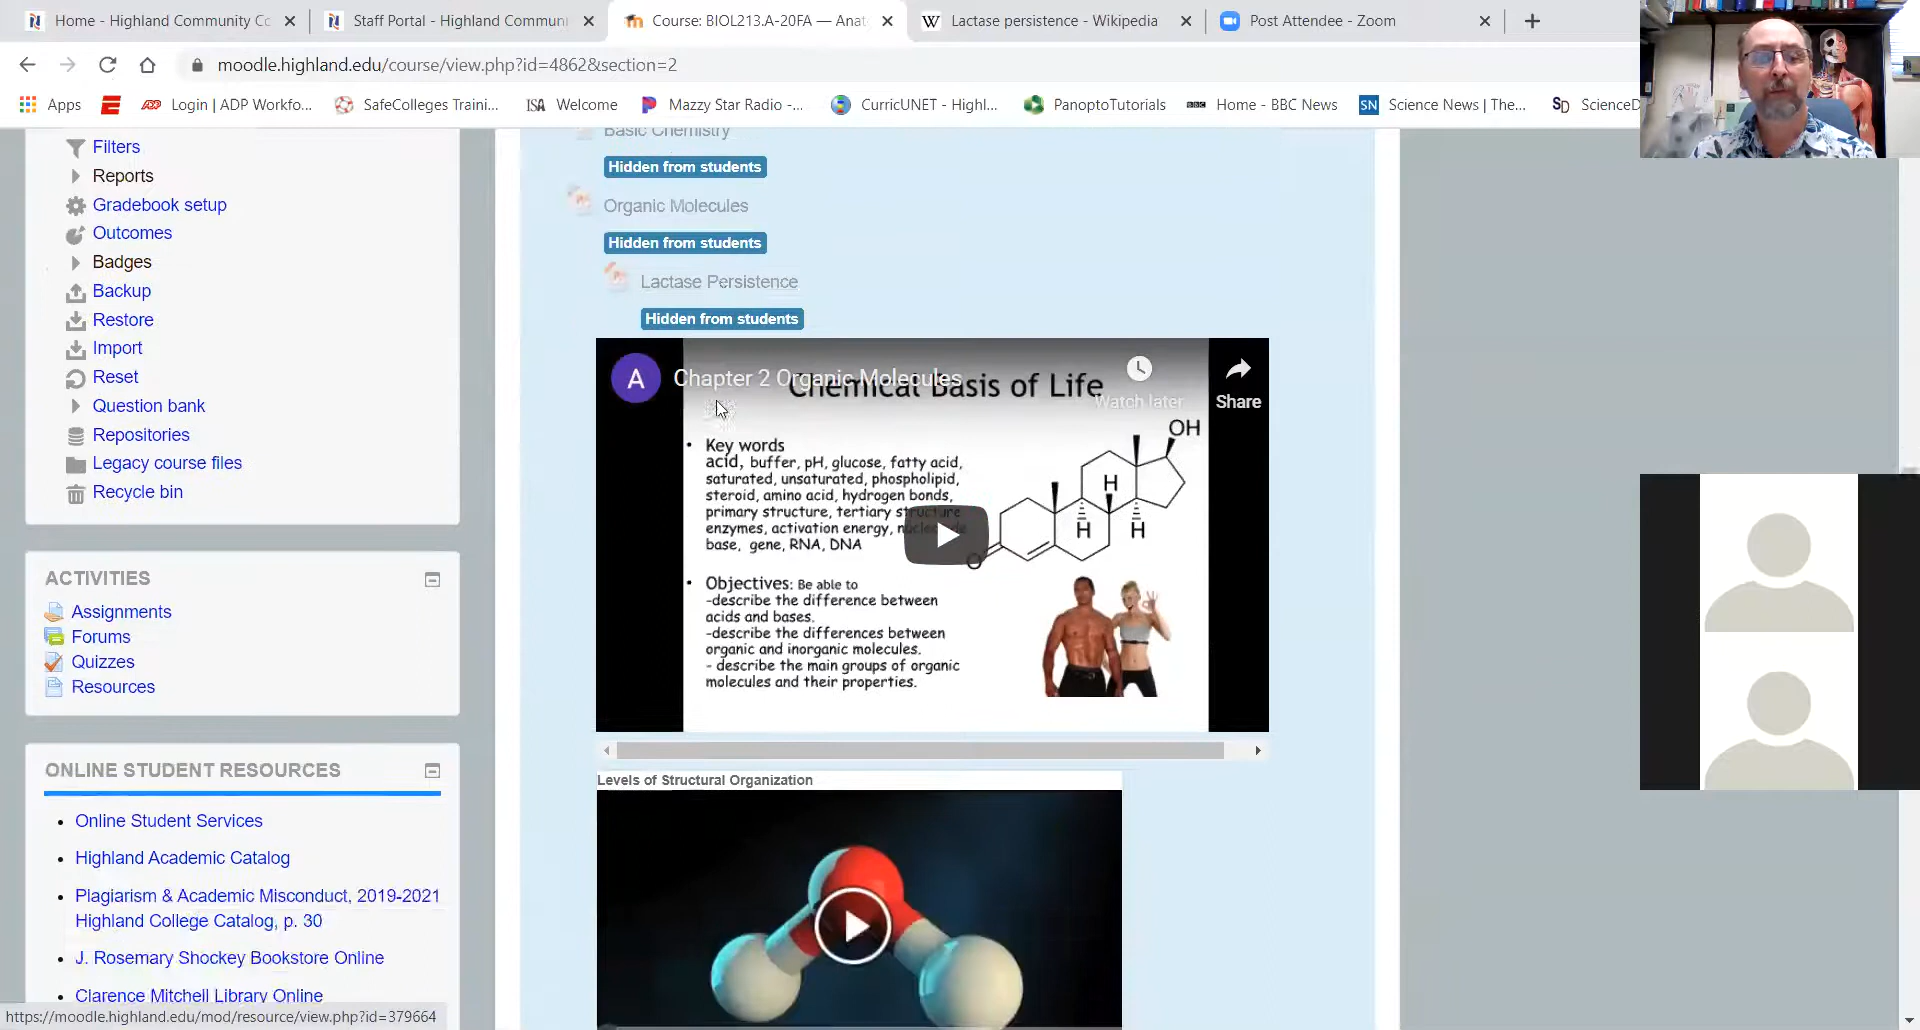 Home - Highland Community Co
Staff Portal - Highland Commun
Course: BIOL213.A-20FA — Anat
Lactase persistence - Wikipedia
Post Attendee - Zoom
moodle.highland.edu/course/view.php?id=4862&section=2
Apps
Login | ADP Workfo...
SafeColleges Traini...
ISA Welcome
Mazzy Star Radio -...
CurricUNET - Highl...
PanoptoTutorials
BBC Home - BBC News
SN Science News | The...
SD ScienceD
Filters
Reports
Gradebook setup
Outcomes
Badges
Backup
Restore
Import
Reset
Question bank
Repositories
Legacy course files
Recycle bin
ACTIVITIES
Assignments
Forums
Quizzes
Resources
ONLINE STUDENT RESOURCES
• Online Student Services
• Highland Academic Catalog
• Plagiarism & Academic Misconduct, 2019-2021
Highland College Catalog, p. 30
• J. Rosemary Shockey Bookstore Online
• Clarence Mitchell Library Online
https://moodle.highland.edu/mod/resource/view.php?id=379664
Basic Chemistry
Hidden from students
Organic Molecules
Hidden from students
Lactase Persistence
Hidden from students
A
Chapter 2 Organic Molecules
Chemical Basis of Life
Watch later
Share
• Key words
acid, buffer, pH, glucose, fatty acid,
saturated, unsaturated, phospholipid,
steroid, amino acid, hydrogen bonds,
primary structure, tertiary structure
enzymes, activation energy,
base, gene, RNA, DNA
• Objectives: Be able to
-describe the difference between
acids and bases.
-describe the differences between
organic and inorganic molecules.
- describe the main groups of organic
molecules and their properties.
OH
H
H
H
O
Levels of Structural Organization